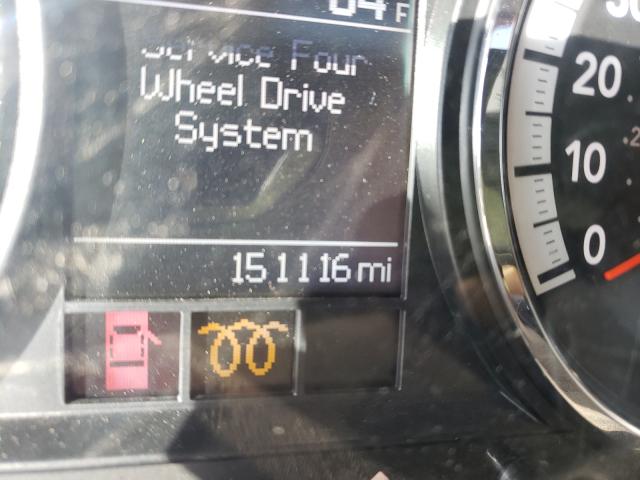 F
Service Four
Wheel Drive
System
151116 mi
20
10
0